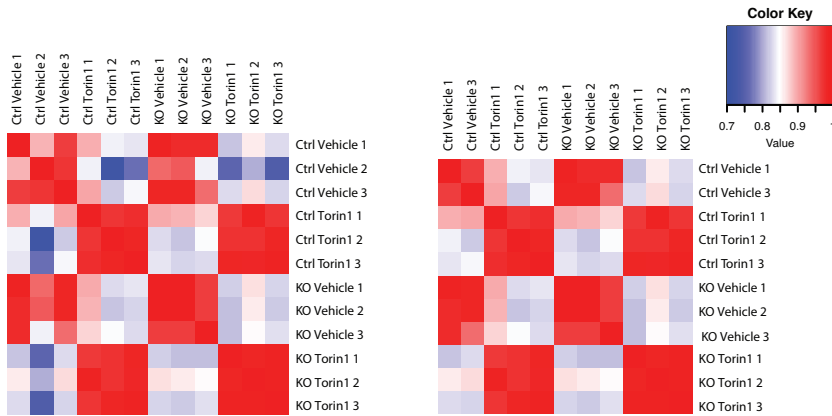 Color Key
0.7 0.8 0.9 1
Value
Ctrl Vehicle 1
Ctrl Vehicle 2
Ctrl Vehicle 3
Ctrl Torin1 1
Ctrl Torin1 2
Ctrl Torin1 3
KO Vehicle 1
KO Vehicle 2
KO Vehicle 3
KO Torin1 1
KO Torin1 2
KO Torin1 3
Ctrl Vehicle 1
Ctrl Vehicle 2
Ctrl Vehicle 3
Ctrl Torin1 1
Ctrl Torin1 2
Ctrl Torin1 3
KO Vehicle 1
KO Vehicle 2
KO Vehicle 3
KO Torin1 1
KO Torin1 2
KO Torin1 3
Ctrl Vehicle 1
Ctrl Vehicle 3
Ctrl Torin1 1
Ctrl Torin1 2
Ctrl Torin1 3
KO Vehicle 1
KO Vehicle 2
KO Vehicle 3
KO Torin1 1
KO Torin1 2
KO Torin1 3
Ctrl Vehicle 1
Ctrl Vehicle 3
Ctrl Torin1 1
Ctrl Torin1 2
Ctrl Torin1 3
KO Vehicle 1
KO Vehicle 2
KO Vehicle 3
KO Torin1 1
KO Torin1 2
KO Torin1 3